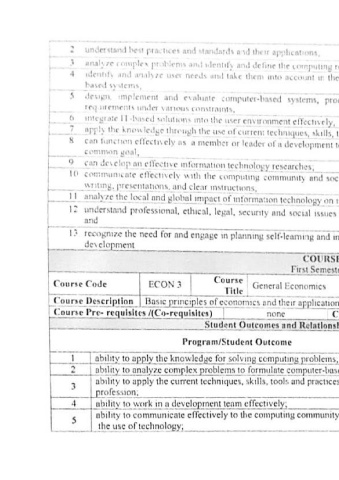 2 understand best practices and standards and their applications,
3 analyze complex problems and identify and define the computing
4 identify and analyze user needs and take them into account in the
based systems,
5 design, implement and evaluate computer-based systems,
requirements under various constraints,
6 integrate IT-based solutions into the user environment effectively,
7 apply the knowledge through the use of current techniques, skills,
8 can function effectively as a member or leader of a development
common goal,
9 can develop an effective information technology researches,
10 communicate effectively with the computing community and
writing, presentations, and clear instructions,
11 analyze the local and global impact of information technology on
12 understand professional, ethical, legal, security and social issues
and
13 recognize the need for and engage in planning self-learning and
development
COURS
First Semest
Course Code ECON 3 Course Title General Economics
Course Description Basic principles of economics and their application
Course Pre- requisites /(Co-requisites) none C
Student Outcomes and Relations
Program/Student Outcome
1 ability to apply the knowledge for solving computing problems,
2 ability to analyze complex problems to formulate computer-bas
3 ability to apply the current techniques, skills, tools and practices
profession;
4 ability to work in a development team effectively;
5 ability to communicate effectively to the computing community
the use of technology;